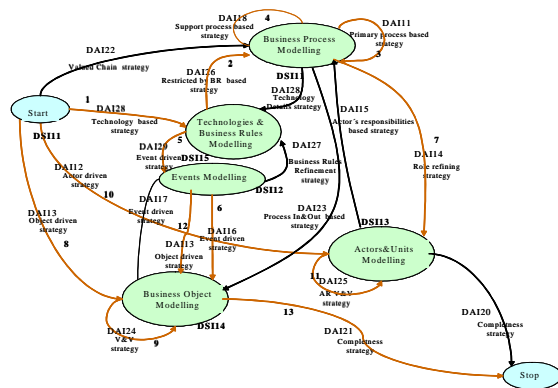 DAI18
Support process based
strategy
4
DAI11
Primary process based
strategy
3
Business Process
Modelling
DAI22
Valued Chain strategy
2
DAI26
Restricted by BR based
strategy
DSI11
DAI28
Technology
Details strategy
Start
DSI11
1
DAI28
Technology based
strategy
Technologies &
Business Rules
Modelling
DAI15
Actor´s responsibilities
based strategy
7
DAI14
Role refining
strategy
5
DAI29
Event driven
strategy
DSI15
DAI27
Business Rules
Refinement
strategy
Events Modelling
DSI12
DAI12
Actor driven
strategy
10
DAI17
Event driven
strategy
6
DAI13
Object driven
strategy
8
12
DAI16
Event driven
strategy
DAI23
Process In&Out based
strategy
DSI13
DAI13
Object driven
strategy
Actors&Units
Modelling
11
DAI25
AR V&V
strategy
Business Object
Modelling
DSI14
13
DAI24
V&V
strategy
9
DAI21
Completness
strategy
DAI20
Completness
strategy
Stop